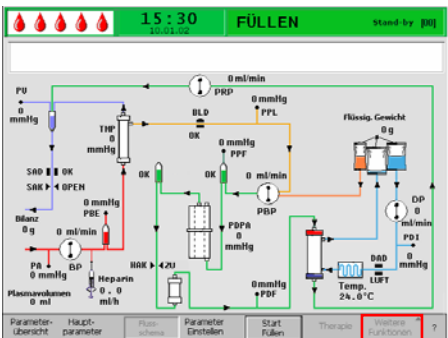 15:30 FÜLLEN Stand-by [00]
10.01.02
0 ml/min
PRP
PV
0
mmHg
BLD
OK
0 mmHg
PPL
Flüssig. Gewicht
0 g
TMP
0
mmHg
0 mmHg
PPF
SAD OK
SAK OPEN
OK
OK
0 ml/min
PBP
DP
0
ml/min
Bilanz
0 g
0 mmHg
PBE
0 ml/min
PDPA
0
mmHg
PDI
0
mmHg
PA
0 mmHg
BP
Heparin
0.0
ml/h
HAK ZU
DAD
LUFT
Plasmavolumen
0 ml
0mmHg
PDF
Temp.
24.0°C
Parameter-übersicht
Haupt-parameter
Fluss-schema
Parameter Einstellen
Start Füllen
Therapie
Weitere Funktionen
?